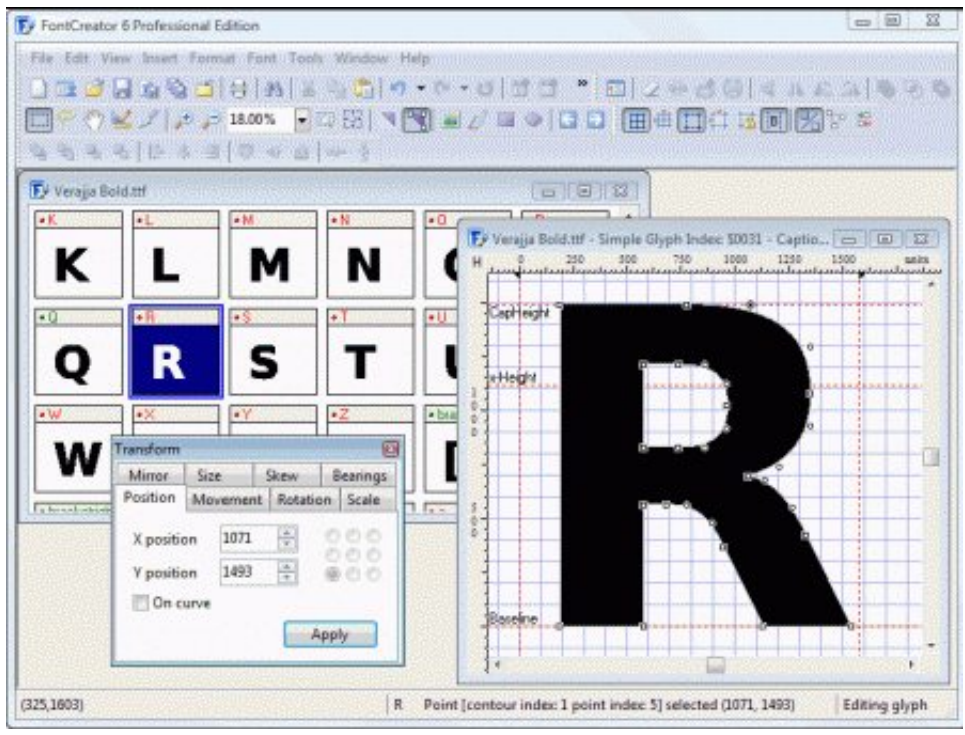 FontCreator 6 Professional Edition
File Edit View Insert Format Font Tools Window Help
18.00%
Verajja Bold.ttf
K L M N O
K L M N
Q R S T U
Q R S T U
W X Y Z
W
Verajja Bold.ttf - Simple Glyph Index: $0031 - Captio...
H 0 250 500 750 1000 1250 1500 units
CapHeight
x-Height
1000
500
Baseline
R
Transform
Mirror Size Skew Bearings
Position Movement Rotation Scale
X position 1071
Y position 1493
On curve
Apply
(325,1603) R Point [contour index: 1 point index: 5] selected (1071, 1493) Editing glyph